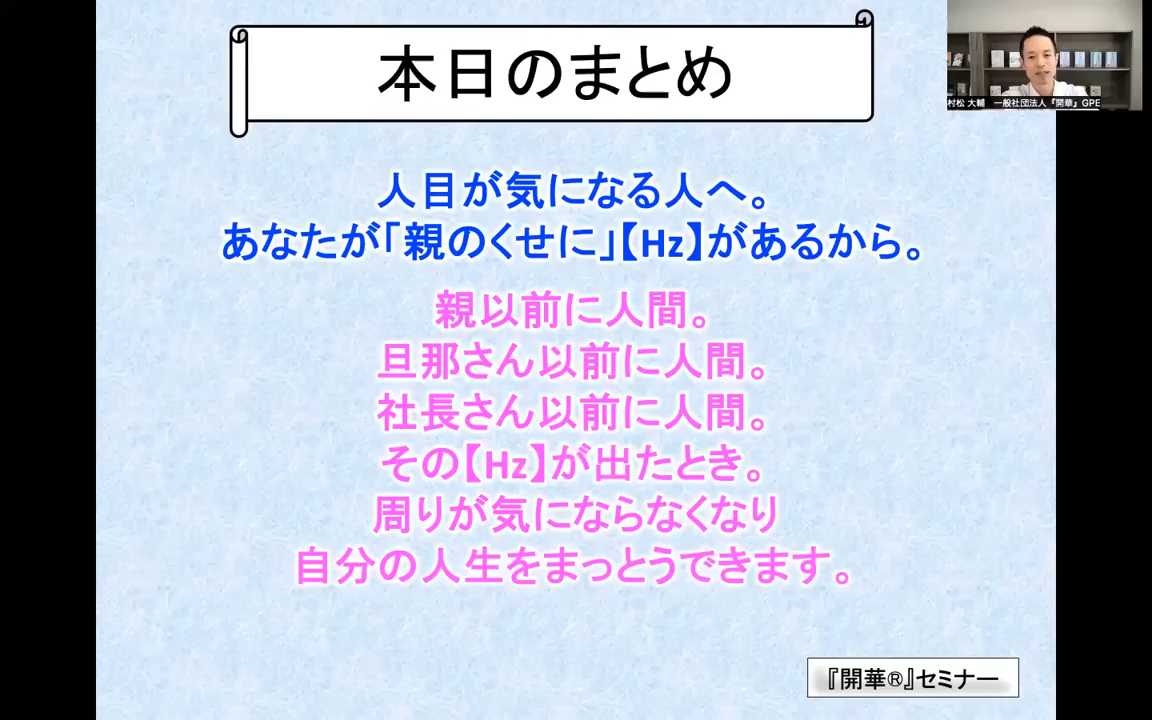 本日のまとめ
村松 大輔 一般社団法人『開華』GPE
人目が気になる人へ。
あなたが「親のくせに」【Hz】があるから。
親以前に人間。
旦那さん以前に人間。
社長さん以前に人間。
その【Hz】が出たとき。
周りが気にならなくなり
自分の人生をまっとうできます。
『開華®』セミナー